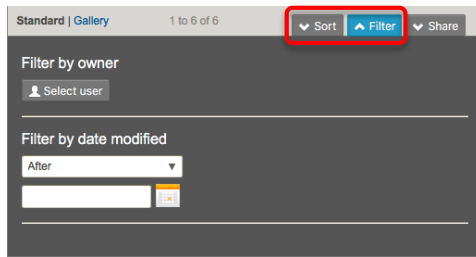 Standard | Gallery 1 to 6 of 6 Sort Filter Share
Filter by owner
Select user
Filter by date modified
After